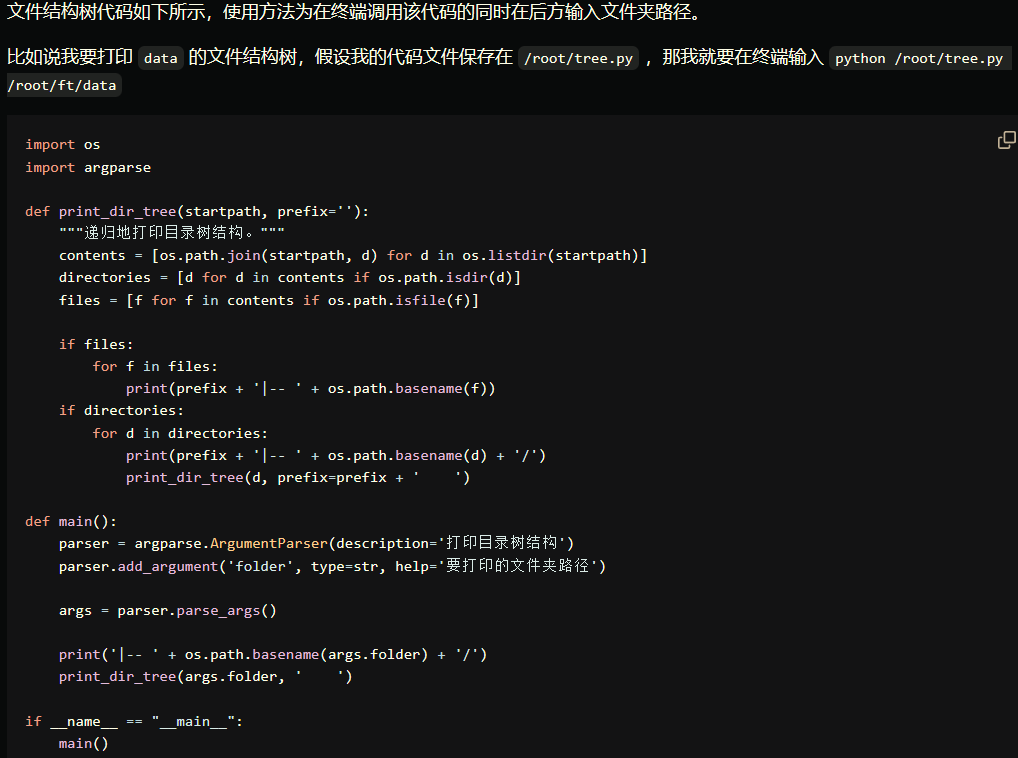 文件结构树代码如下所示，使用方法为在终端调用该代码的同时在后方输入文件夹路径。
比如说我要打印 data 的文件结构树，假设我的代码文件保存在 /root/tree.py ，那我就要在终端输入 python /root/tree.py
/root/ft/data
import os
import argparse
def print_dir_tree(startpath, prefix=''):
    """递归地打印目录树结构。"""
    contents = [os.path.join(startpath, d) for d in os.listdir(startpath)]
    directories = [d for d in contents if os.path.isdir(d)]
    files = [f for f in contents if os.path.isfile(f)]
    if files:
        for f in files:
            print(prefix + '|-- ' + os.path.basename(f))
    if directories:
        for d in directories:
            print(prefix + '|-- ' + os.path.basename(d) + '/')
            print_dir_tree(d, prefix=prefix + '    ')
def main():
    parser = argparse.ArgumentParser(description='打印目录树结构')
    parser.add_argument('folder', type=str, help='要打印的文件夹路径')
    args = parser.parse_args()
    print('|-- ' + os.path.basename(args.folder) + '/')
    print_dir_tree(args.folder, '    ')
if __name__ == "__main__":
    main()